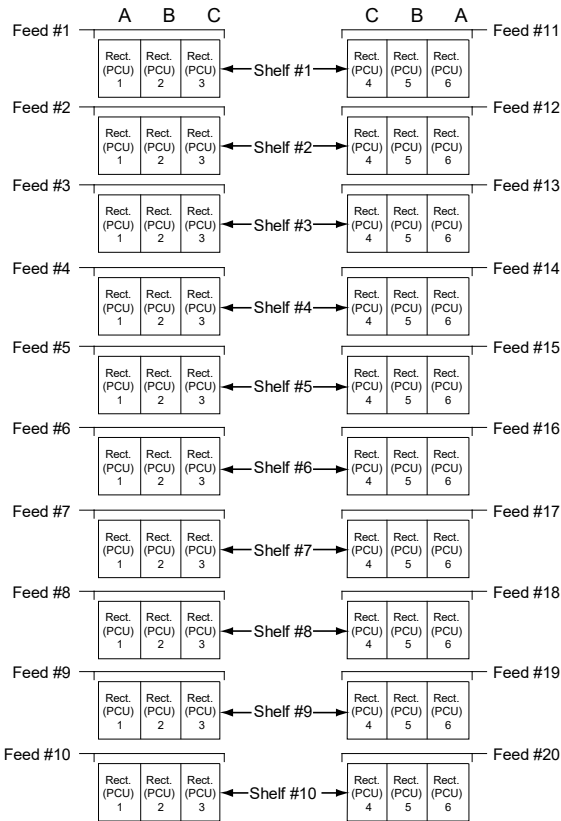 A B C C B A
Feed #1 Feed #11
Rect. Rect. Rect. Rect. Rect. Rect.
(PCU) (PCU) (PCU) Shelf #1 (PCU) (PCU) (PCU)
1 2 3 4 5 6
Feed #2 Feed #12
Rect. Rect. Rect. Rect. Rect. Rect.
(PCU) (PCU) (PCU) Shelf #2 (PCU) (PCU) (PCU)
1 2 3 4 5 6
Feed #3 Feed #13
Rect. Rect. Rect. Rect. Rect. Rect.
(PCU) (PCU) (PCU) Shelf #3 (PCU) (PCU) (PCU)
1 2 3 4 5 6
Feed #4 Feed #14
Rect. Rect. Rect. Rect. Rect. Rect.
(PCU) (PCU) (PCU) Shelf #4 (PCU) (PCU) (PCU)
1 2 3 4 5 6
Feed #5 Feed #15
Rect. Rect. Rect. Rect. Rect. Rect.
(PCU) (PCU) (PCU) Shelf #5 (PCU) (PCU) (PCU)
1 2 3 4 5 6
Feed #6 Feed #16
Rect. Rect. Rect. Rect. Rect. Rect.
(PCU) (PCU) (PCU) Shelf #6 (PCU) (PCU) (PCU)
1 2 3 4 5 6
Feed #7 Feed #17
Rect. Rect. Rect. Rect. Rect. Rect.
(PCU) (PCU) (PCU) Shelf #7 (PCU) (PCU) (PCU)
1 2 3 4 5 6
Feed #8 Feed #18
Rect. Rect. Rect. Rect. Rect. Rect.
(PCU) (PCU) (PCU) Shelf #8 (PCU) (PCU) (PCU)
1 2 3 4 5 6
Feed #9 Feed #19
Rect. Rect. Rect. Rect. Rect. Rect.
(PCU) (PCU) (PCU) Shelf #9 (PCU) (PCU) (PCU)
1 2 3 4 5 6
Feed #10 Feed #20
Rect. Rect. Rect. Rect. Rect. Rect.
(PCU) (PCU) (PCU) Shelf #10 (PCU) (PCU) (PCU)
1 2 3 4 5 6